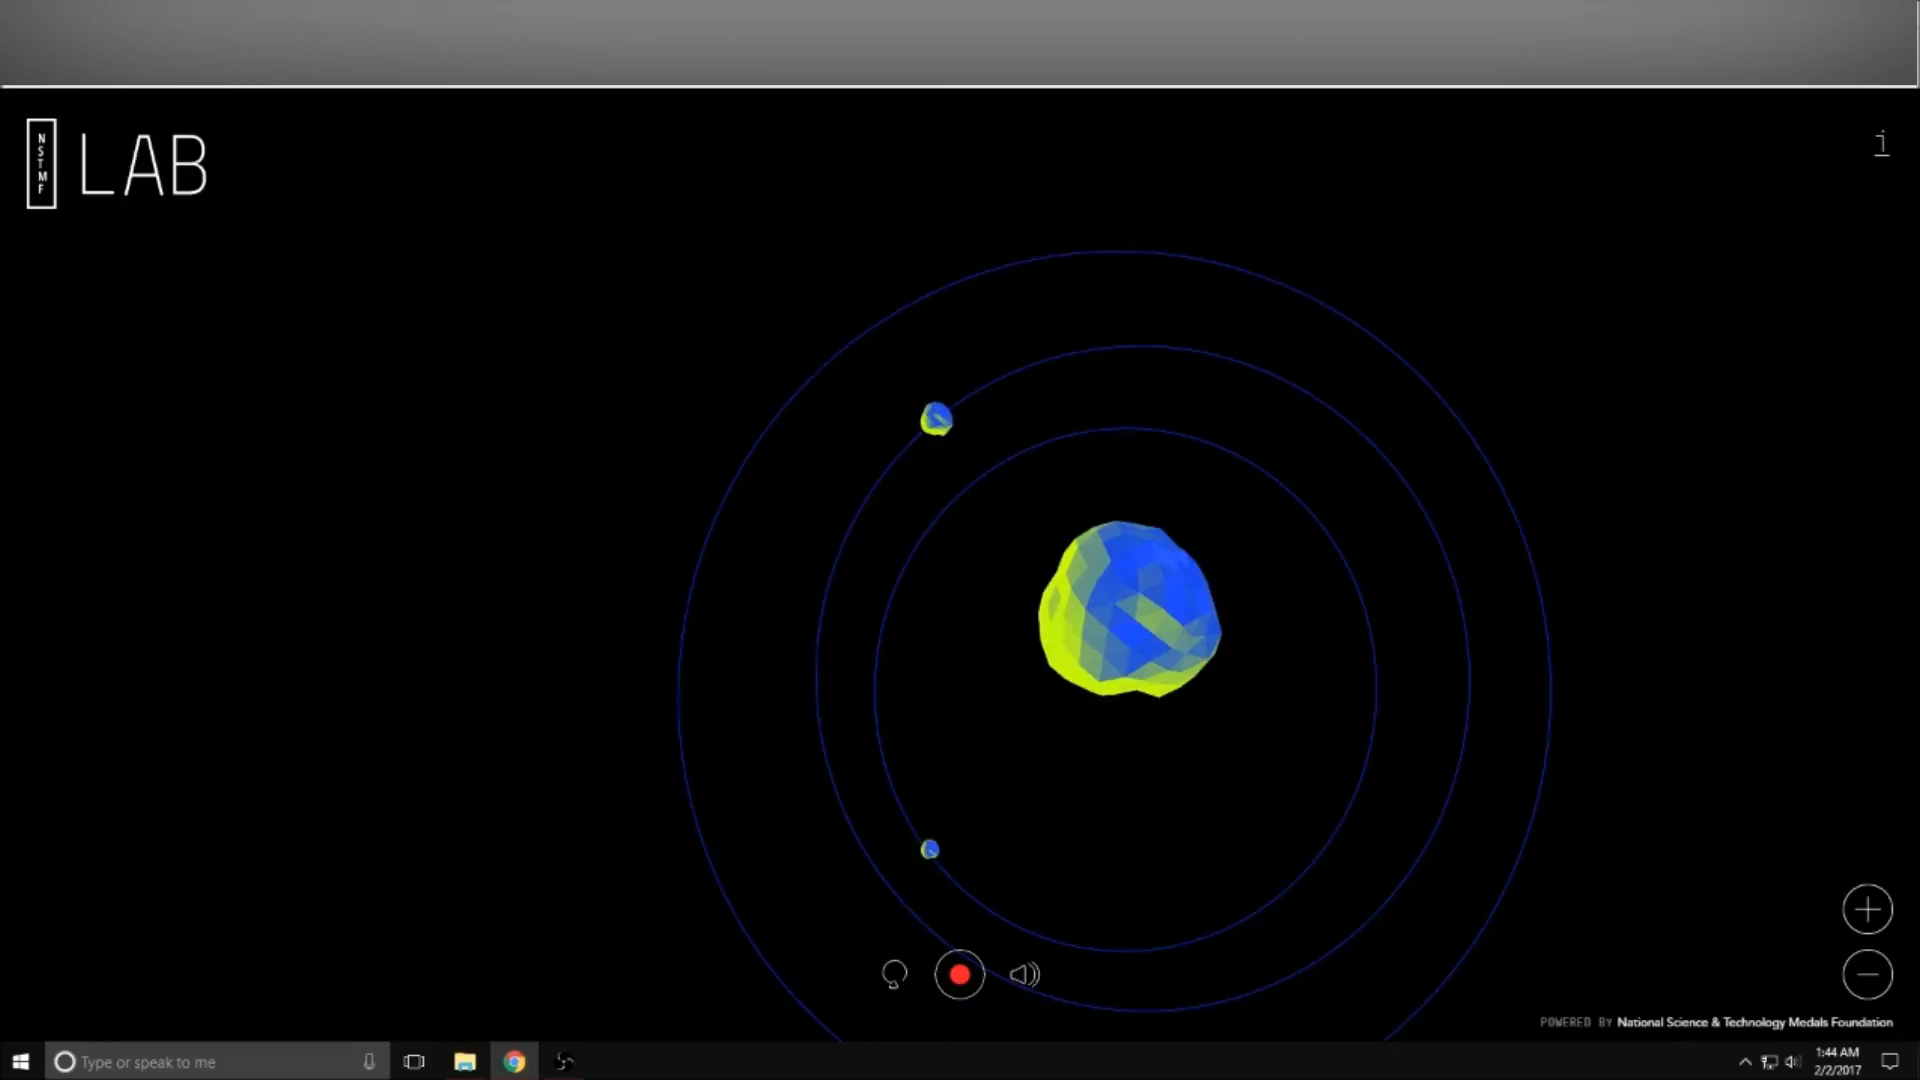 NSTMF
LAB
i
POWERED BY National Science & Technology Medals Foundation
Type or speak to me
1:44 AM
2/2/2017